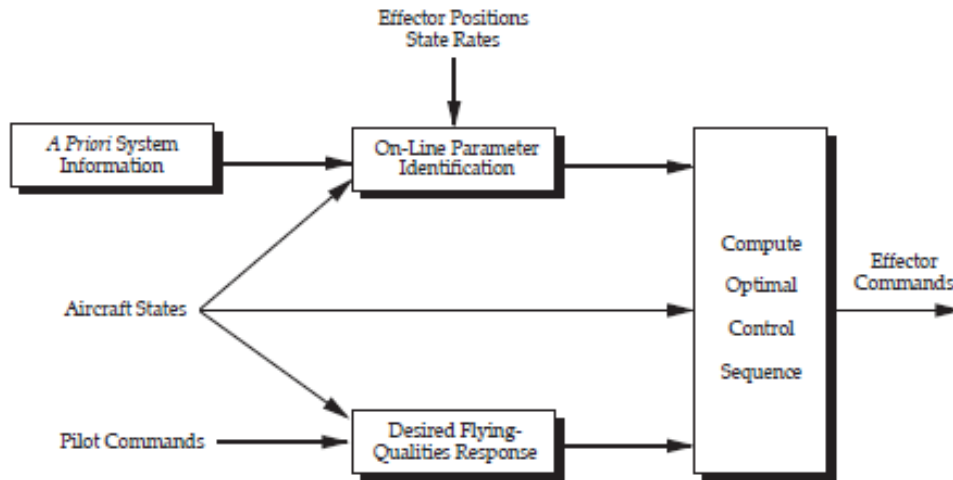 Effector Positions
State Rates
A Priori System
Information
On-Line Parameter
Identification
Compute
Optimal
Control
Sequence
Effector
Commands
Aircraft States
Pilot Commands
Desired Flying-
Qualities Response